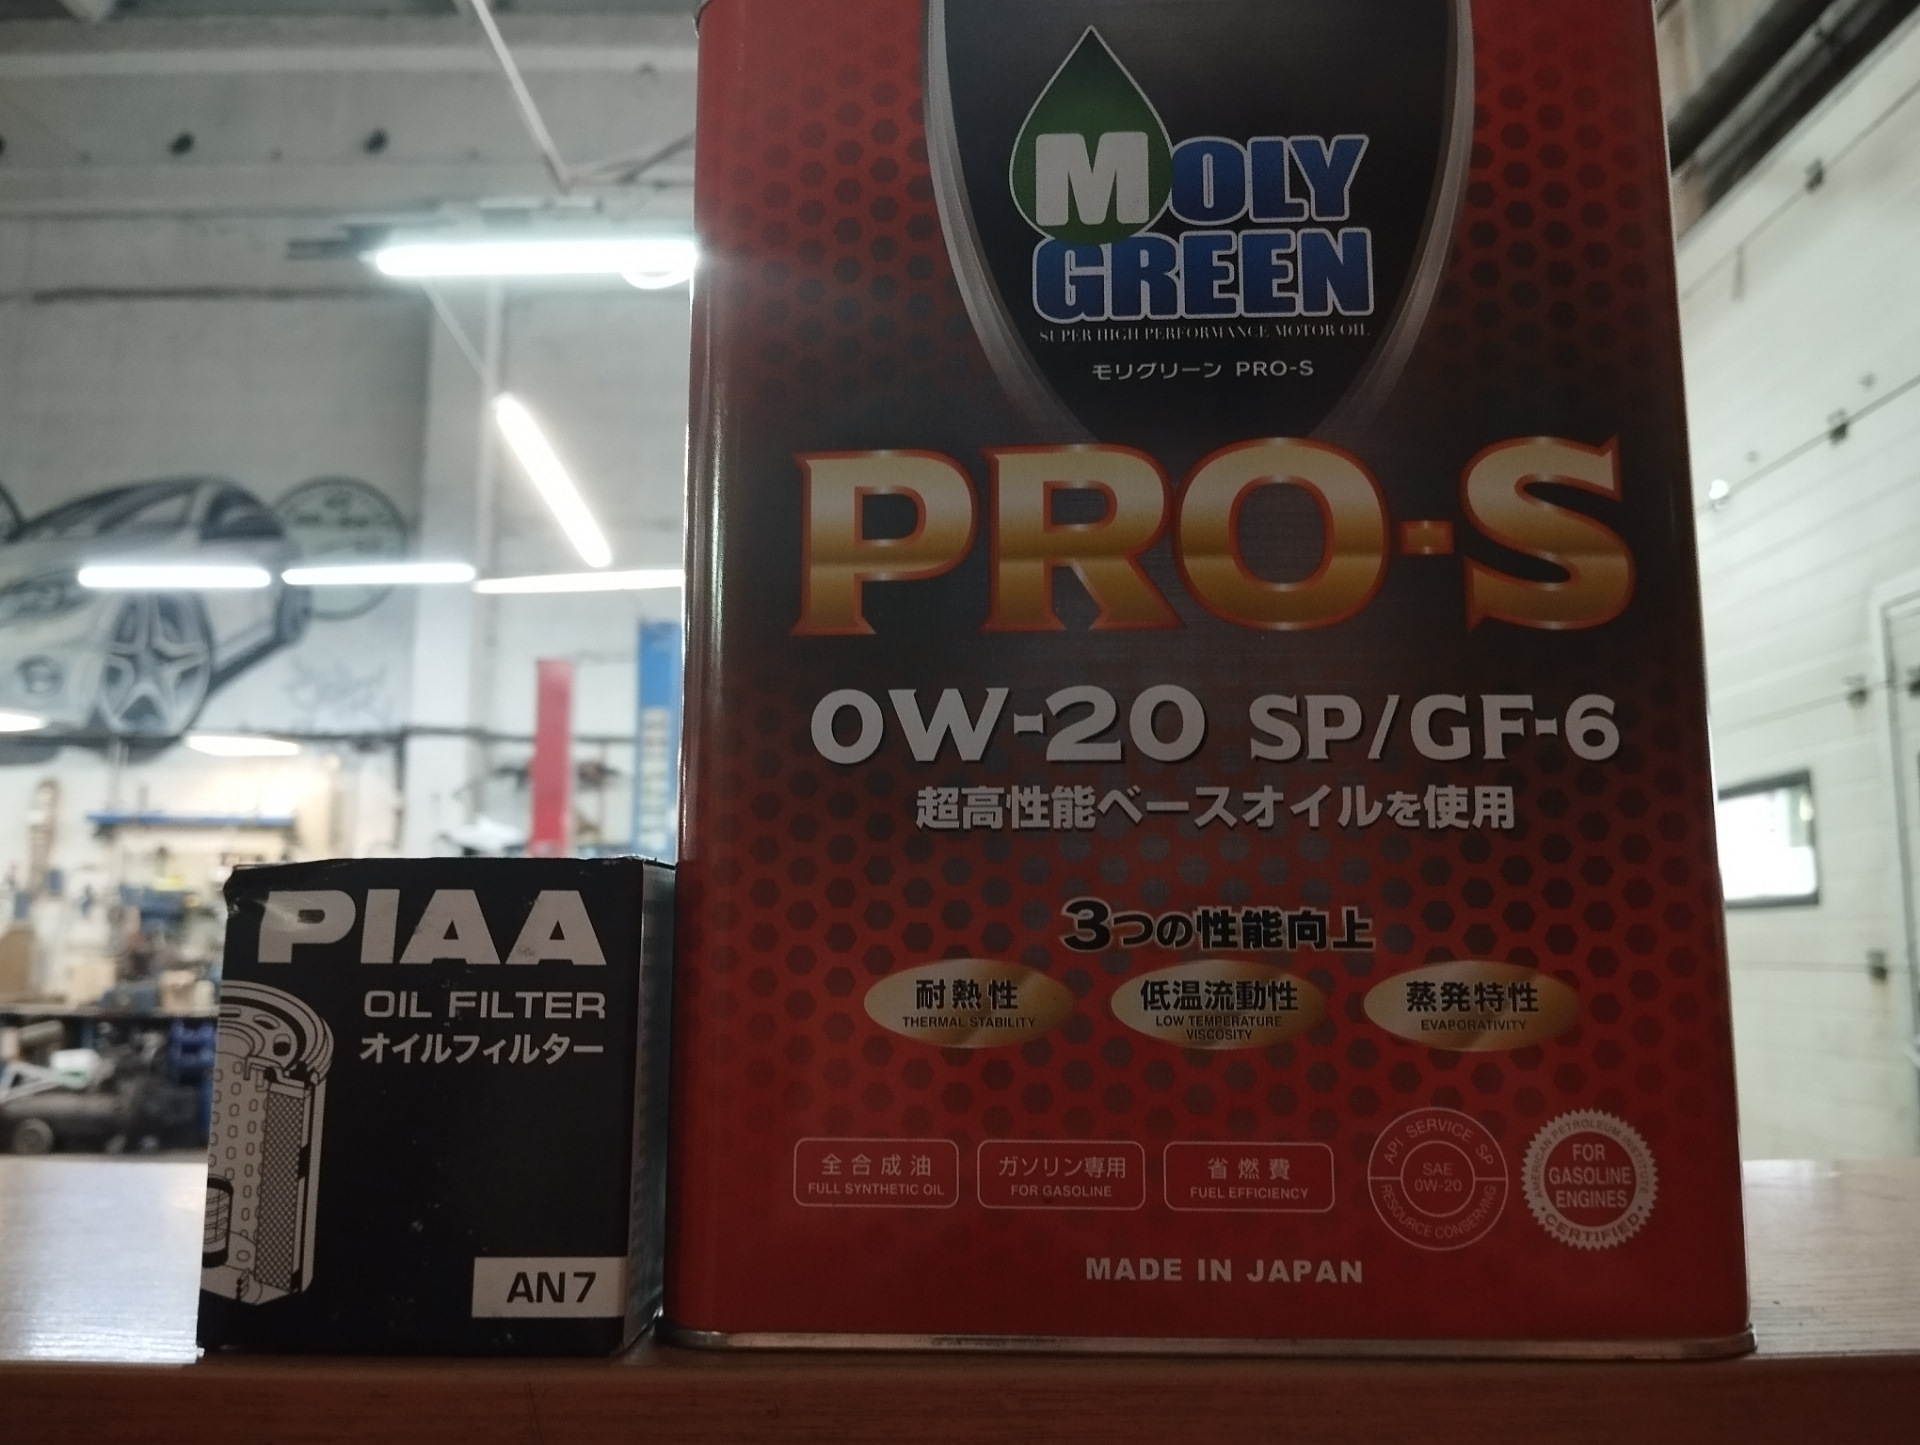 MOLY
GREEN
SUPER HIGH PERFORMANCE MOTOR OIL
モリグリーン PRO-S
PRO-S
0W-20 SP/GF-6
超高性能ベースオイルを使用
3つの性能向上
耐熱性
THERMAL STABILITY
低温流動性
LOW TEMPERATURE
VISCOSITY
蒸発特性
EVAPORATIVITY
全合成油
FULL SYNTHETIC OIL
ガソリン専用
FOR GASOLINE
省燃費
FUEL EFFICIENCY
API SERVICE SP
SAE
0W-20
RESOURCE CONSERVING
AMERICAN PETROLEUM INSTITUTE
FOR
GASOLINE
ENGINES
CERTIFIED
MADE IN JAPAN
PIAA
OIL FILTER
オイルフィルター
AN7